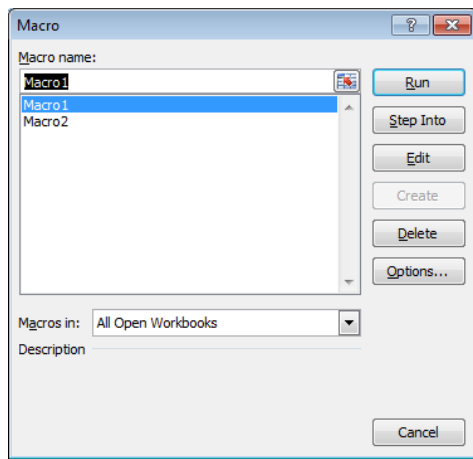 Macro
Macro name:
Macro1
Macro1
Macro2
Run
Step Into
Edit
Create
Delete
Options...
Macros in: All Open Workbooks
Description
Cancel